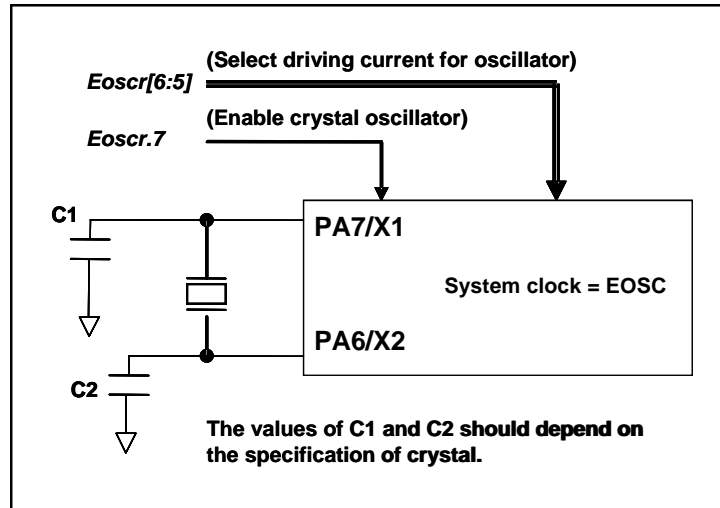 (Select driving current for oscillator)
Eoscr[6:5]
(Enable crystal oscillator)
Eoscr.7
C1
PA7/X1
System clock = EOSC
PA6/X2
C2
The values of C1 and C2 should depend on
the specification of crystal.